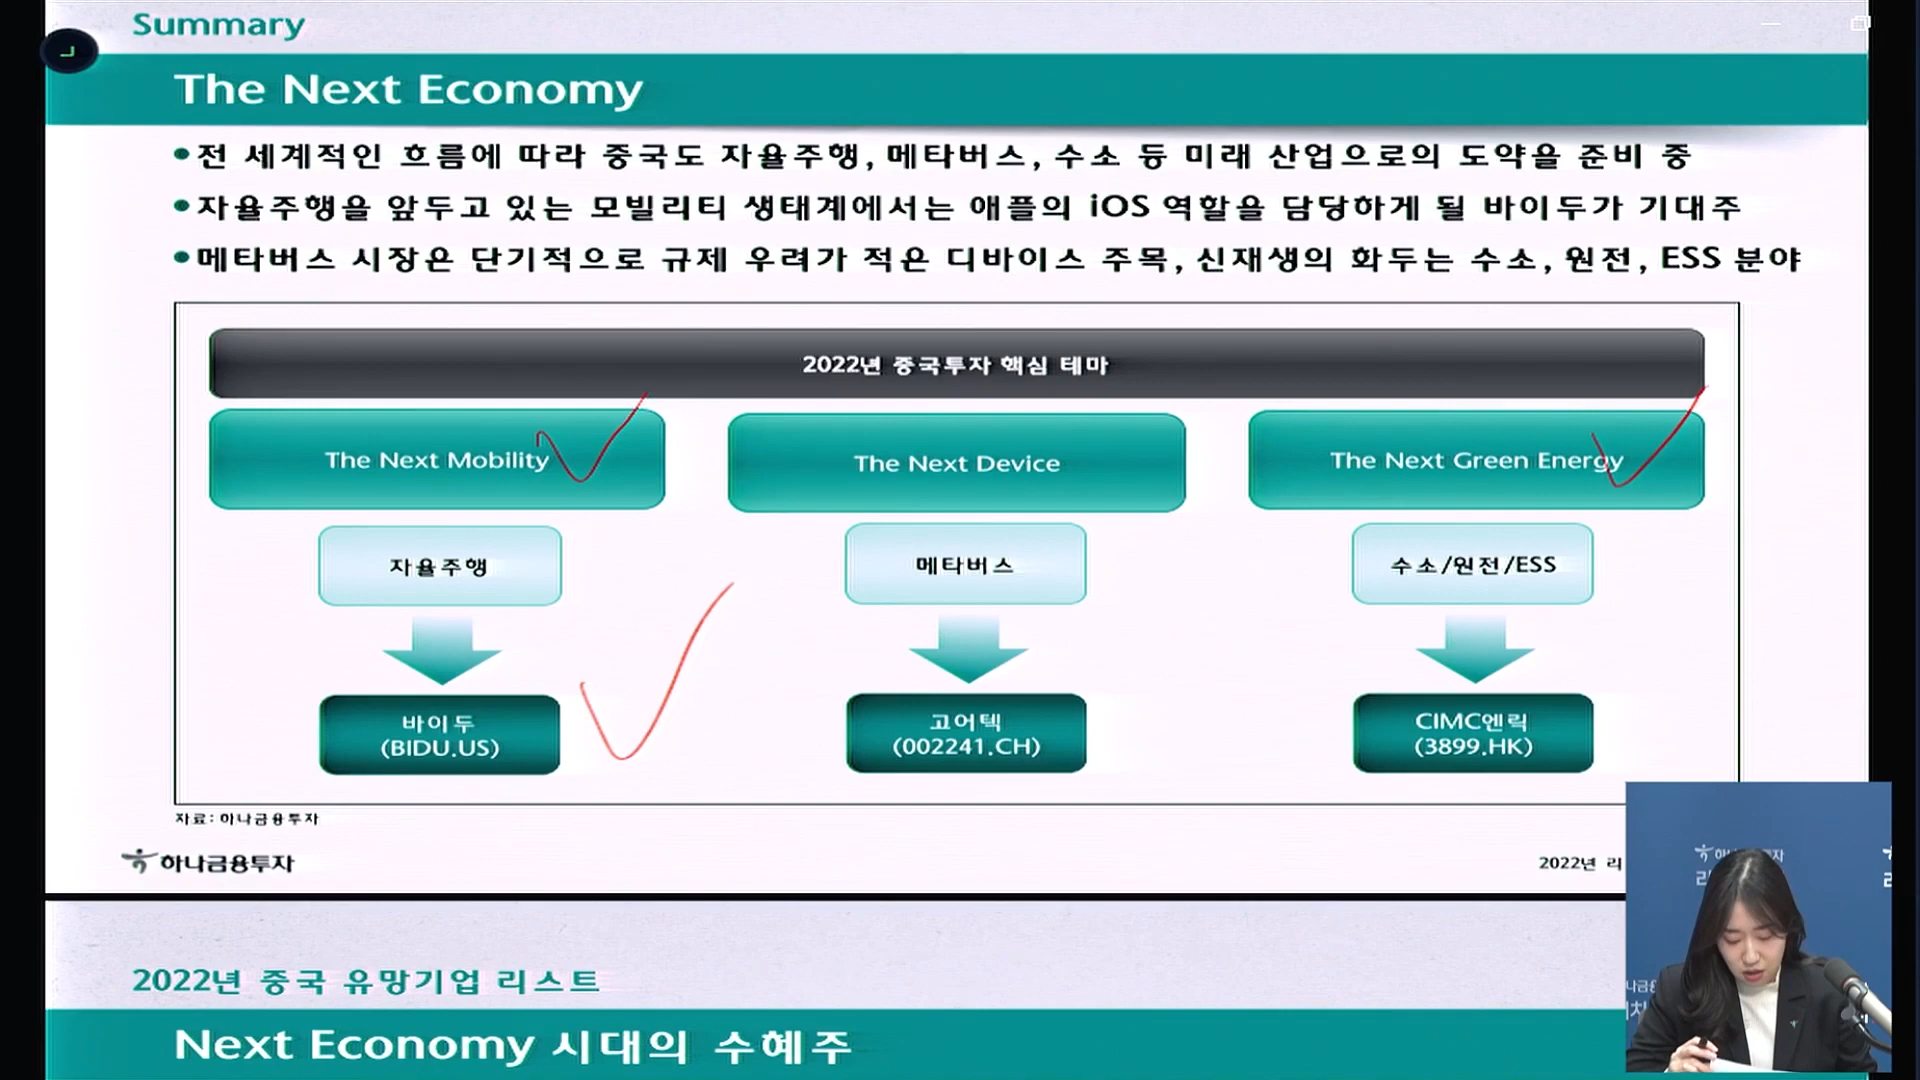 Summary
The Next Economy
•전 세계적인 흐름에 따라 중국도 자율주행, 메타버스, 수소 등 미래 산업으로의 도약을 준비 중
•자율주행을 앞두고 있는 모빌리티 생태계에서는 애플의 iOS 역할을 담당하게 될 바이두가 기대주
•메타버스 시장은 단기적으로 규제 우려가 적은 디바이스 주목, 신재생의 화두는 수소, 원전, ESS 분야
2022년 중국투자 핵심 테마
The Next Mobility
The Next Device
The Next Green Energy
자율주행
메타버스
수소/원전/ESS
바이두
(BIDU.US)
고어텍
(002241.CH)
CIMC엔릭
(3899.HK)
자료: 하나금융투자
하나금융투자
2022년 리
2022년 중국 유망기업 리스트
Next Economy 시대의 수혜주